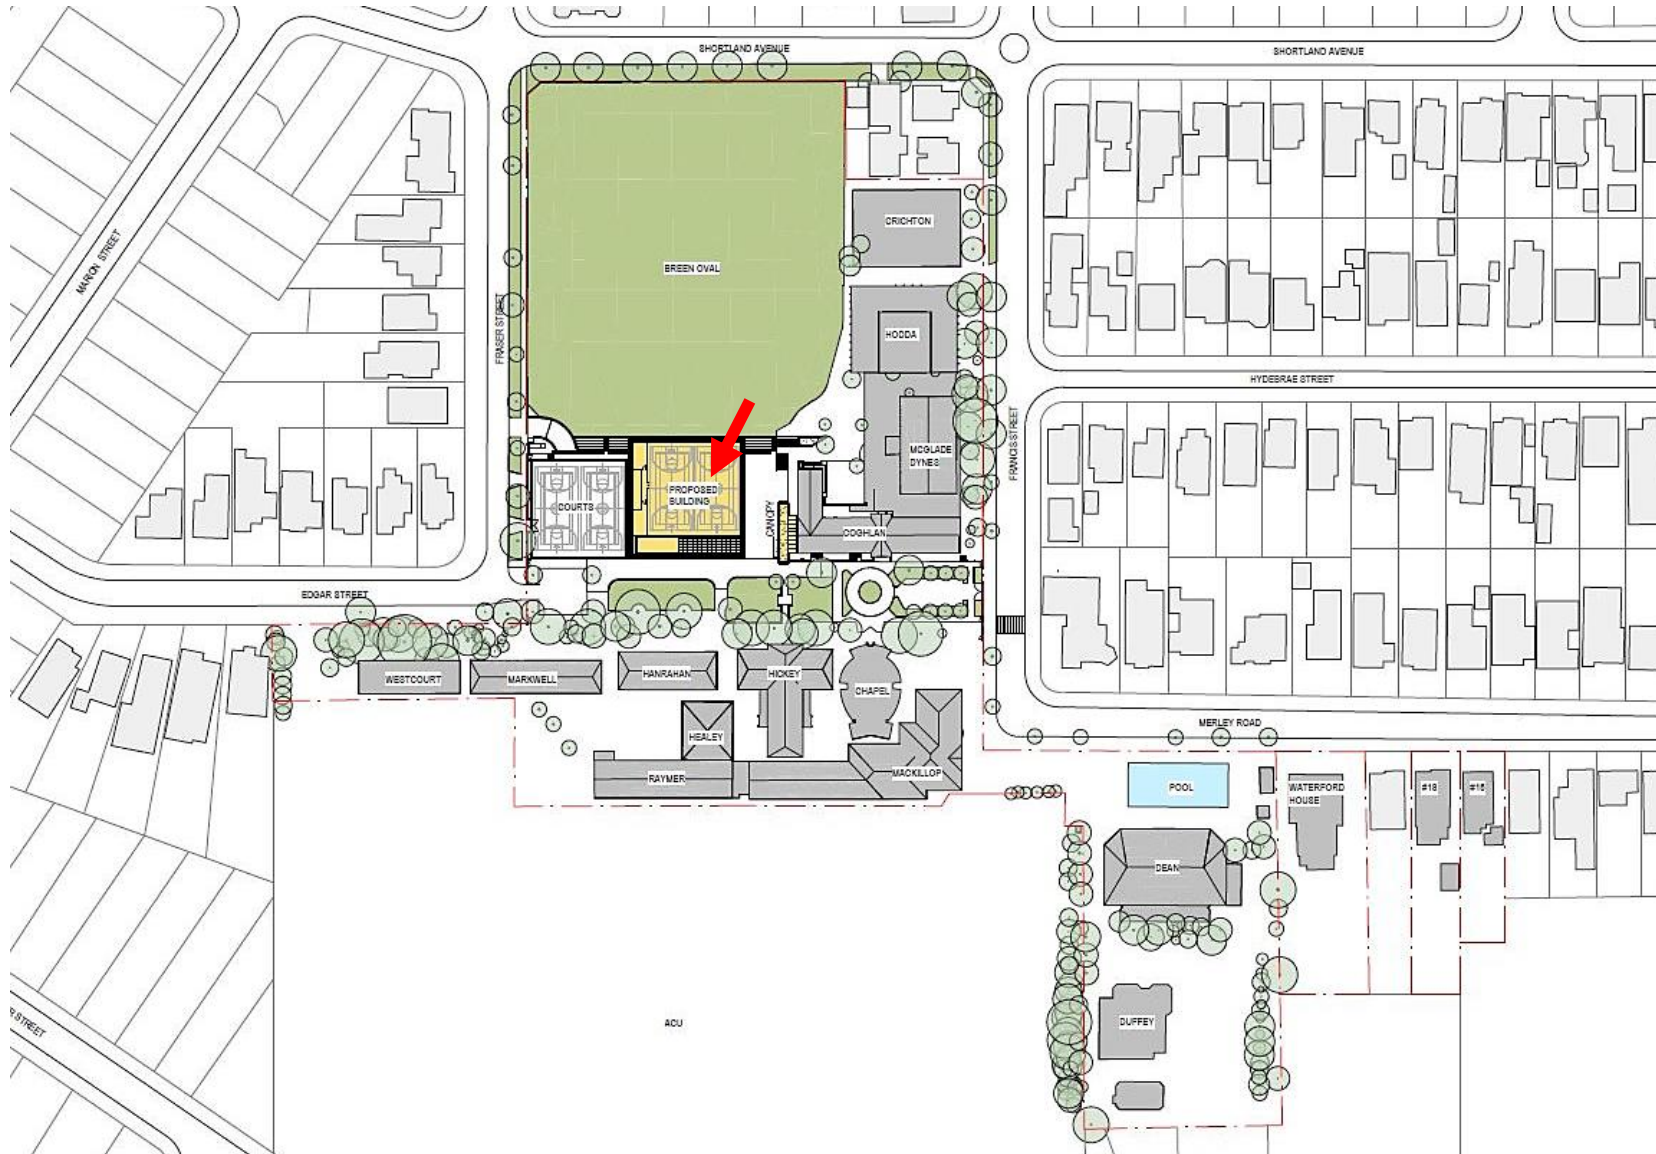 SHORTLAND AVENUE
SHORTLAND AVENUE
MARION STREET
CRICHTON
BREEN OVAL
FRASER STREET
HODDA
HYDEBRAE STREET
FRANCIS STREET
MCGLADE
DYNES
PROPOSED
BUILDING
COURTS
CANOPY
COGHLAN
EDGAR STREET
WESTCOURT
MARKWELL
HANRAHAN
HICKEY
CHAPEL
MERLEY ROAD
HEALEY
RAYMER
MACKILLOP
POOL
WATERFORD
HOUSE
#18
#16
DEAN
ACU
DUFFEY
STREET